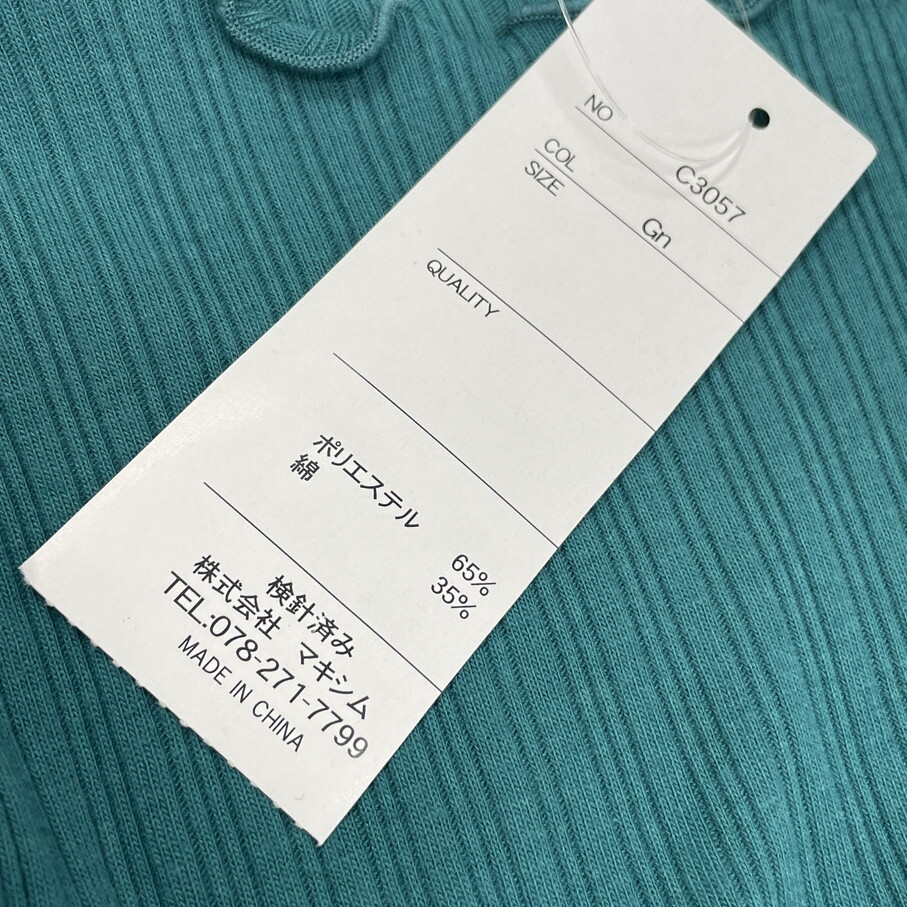 NO C3057
COL Gn
SIZE
QUALITY
ポリエステル 65%
綿 35%
検針済み
株式会社 マキシム
TEL:078-271-7799
MADE IN CHINA